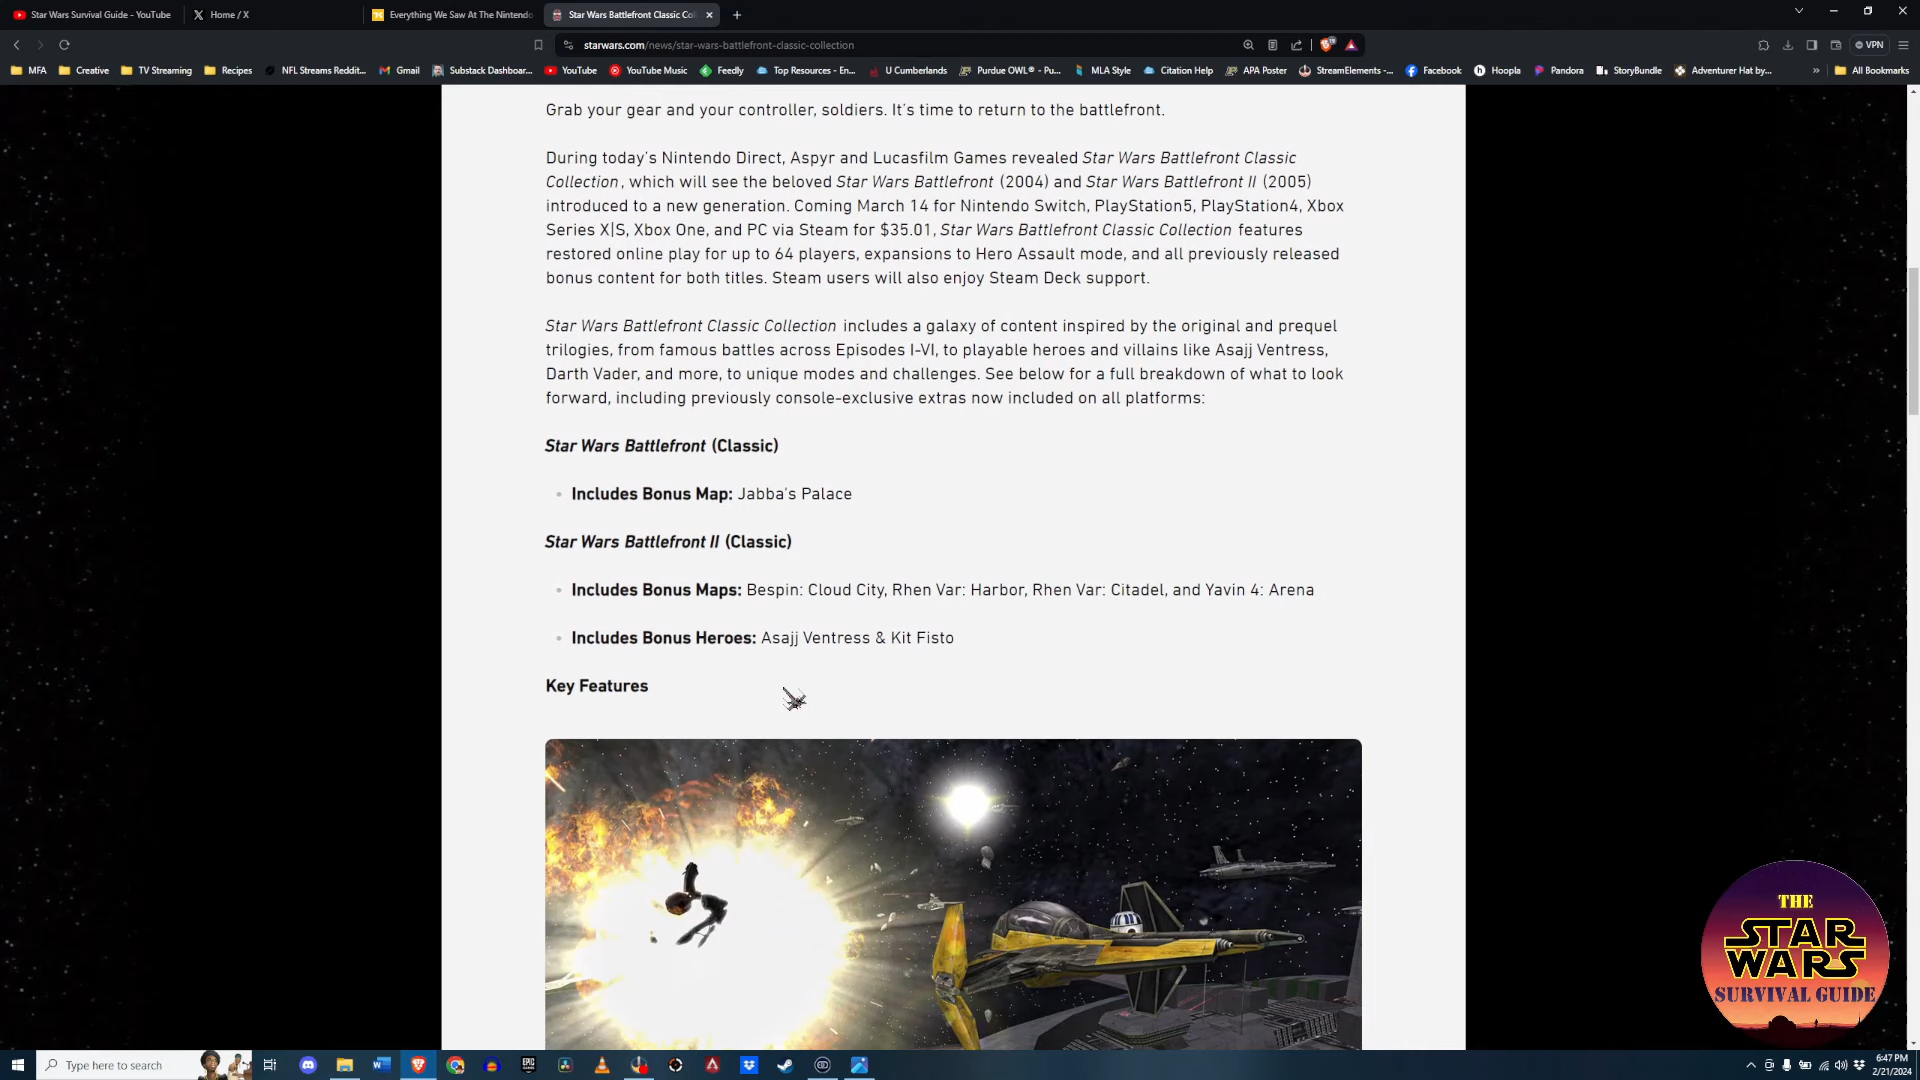 Star Wars Survival Guide - YouTube
Home / X
Everything We Saw At The Nintendo
Star Wars Battlefront Classic Col
starwars.com/news/star-wars-battlefront-classic-collection
VPN
MFA
Creative
TV Streaming
Recipes
NFL Streams Reddit...
Gmail
Substack Dashboar...
YouTube
YouTube Music
Feedly
Top Resources - En...
U Cumberlands
Purdue OWL® - Pu...
MLA Style
Citation Help
APA Poster
StreamElements -...
Facebook
Hoopla
Pandora
StoryBundle
Adventurer Hat by...
All Bookmarks
Grab your gear and your controller, soldiers. It's time to return to the battlefront.
During today's Nintendo Direct, Aspyr and Lucasfilm Games revealed Star Wars Battlefront Classic
Collection, which will see the beloved Star Wars Battlefront (2004) and Star Wars Battlefront II (2005)
introduced to a new generation. Coming March 14 for Nintendo Switch, PlayStation5, PlayStation4, Xbox
Series X|S, Xbox One, and PC via Steam for $35.01, Star Wars Battlefront Classic Collection features
restored online play for up to 64 players, expansions to Hero Assault mode, and all previously released
bonus content for both titles. Steam users will also enjoy Steam Deck support.
Star Wars Battlefront Classic Collection includes a galaxy of content inspired by the original and prequel
trilogies, from famous battles across Episodes I-VI, to playable heroes and villains like Asajj Ventress,
Darth Vader, and more, to unique modes and challenges. See below for a full breakdown of what to look
forward, including previously console-exclusive extras now included on all platforms:
Star Wars Battlefront (Classic)
Includes Bonus Map: Jabba's Palace
Star Wars Battlefront II (Classic)
Includes Bonus Maps: Bespin: Cloud City, Rhen Var: Harbor, Rhen Var: Citadel, and Yavin 4: Arena
Includes Bonus Heroes: Asajj Ventress & Kit Fisto
Key Features
THE
STAR
WARS
SURVIVAL GUIDE
Type here to search
6:47 PM
2/21/2024